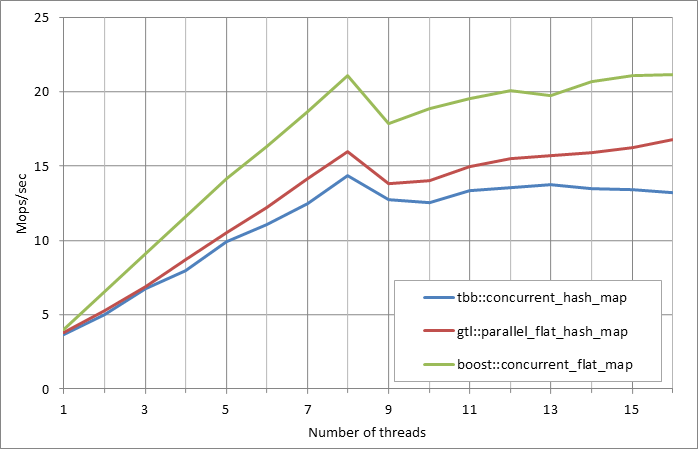 25
20
15
10
5
0
Mops/sec
tbb::concurrent_hash_map
gtl::parallel_flat_hash_map
boost::concurrent_flat_map
1 3 5 7 9 11 13 15
Number of threads